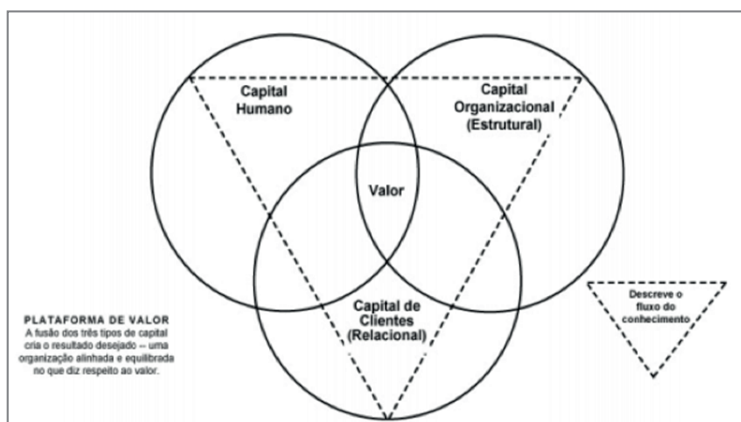 Capital
Humano
Capital
Organizacional
(Estrutural)
Valor
Capital de
Clientes
(Relacional)
PLATAFORMA DE VALOR
A fusão dos três tipos de capital
cria o resultado desejado – uma
organização alinhada e equilibrada
no que diz respeito ao valor.
Descreve o
fluxo do
conhecimento